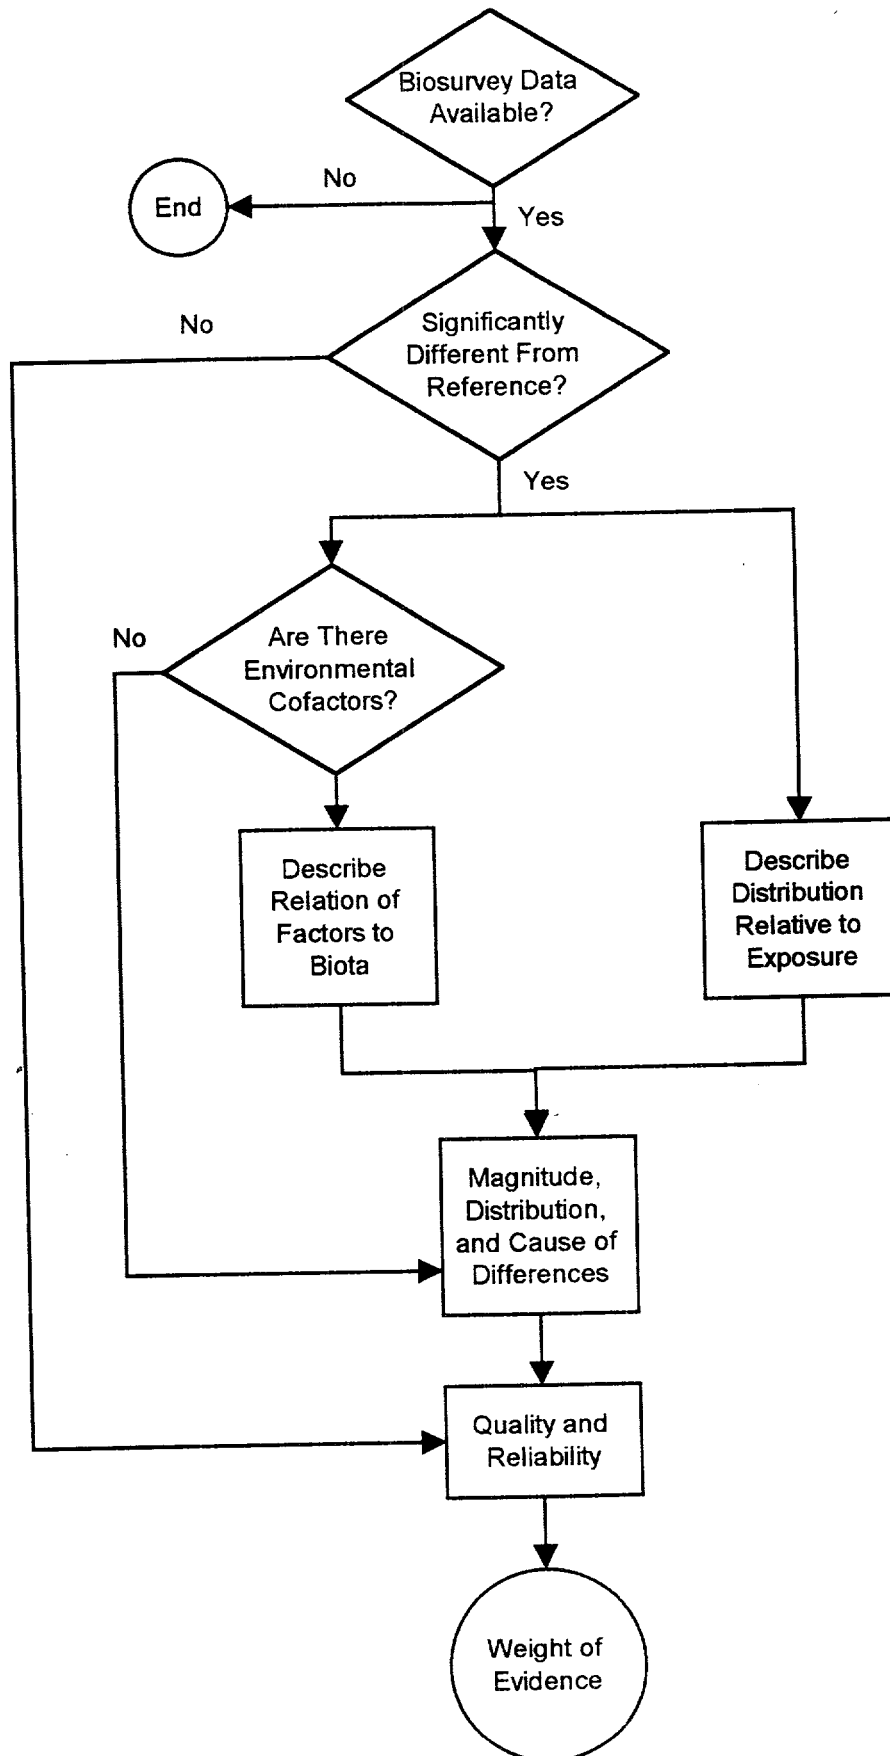 Biosurvey Data
Available?
No
End
Yes
No
Significantly
Different From
Reference?
Yes
No
Are There
Environmental
Cofactors?
Describe
Relation of
Factors to
Biota
Describe
Distribution
Relative to
Exposure
Magnitude,
Distribution,
and Cause of
Differences
Quality and
Reliability
Weight of
Evidence